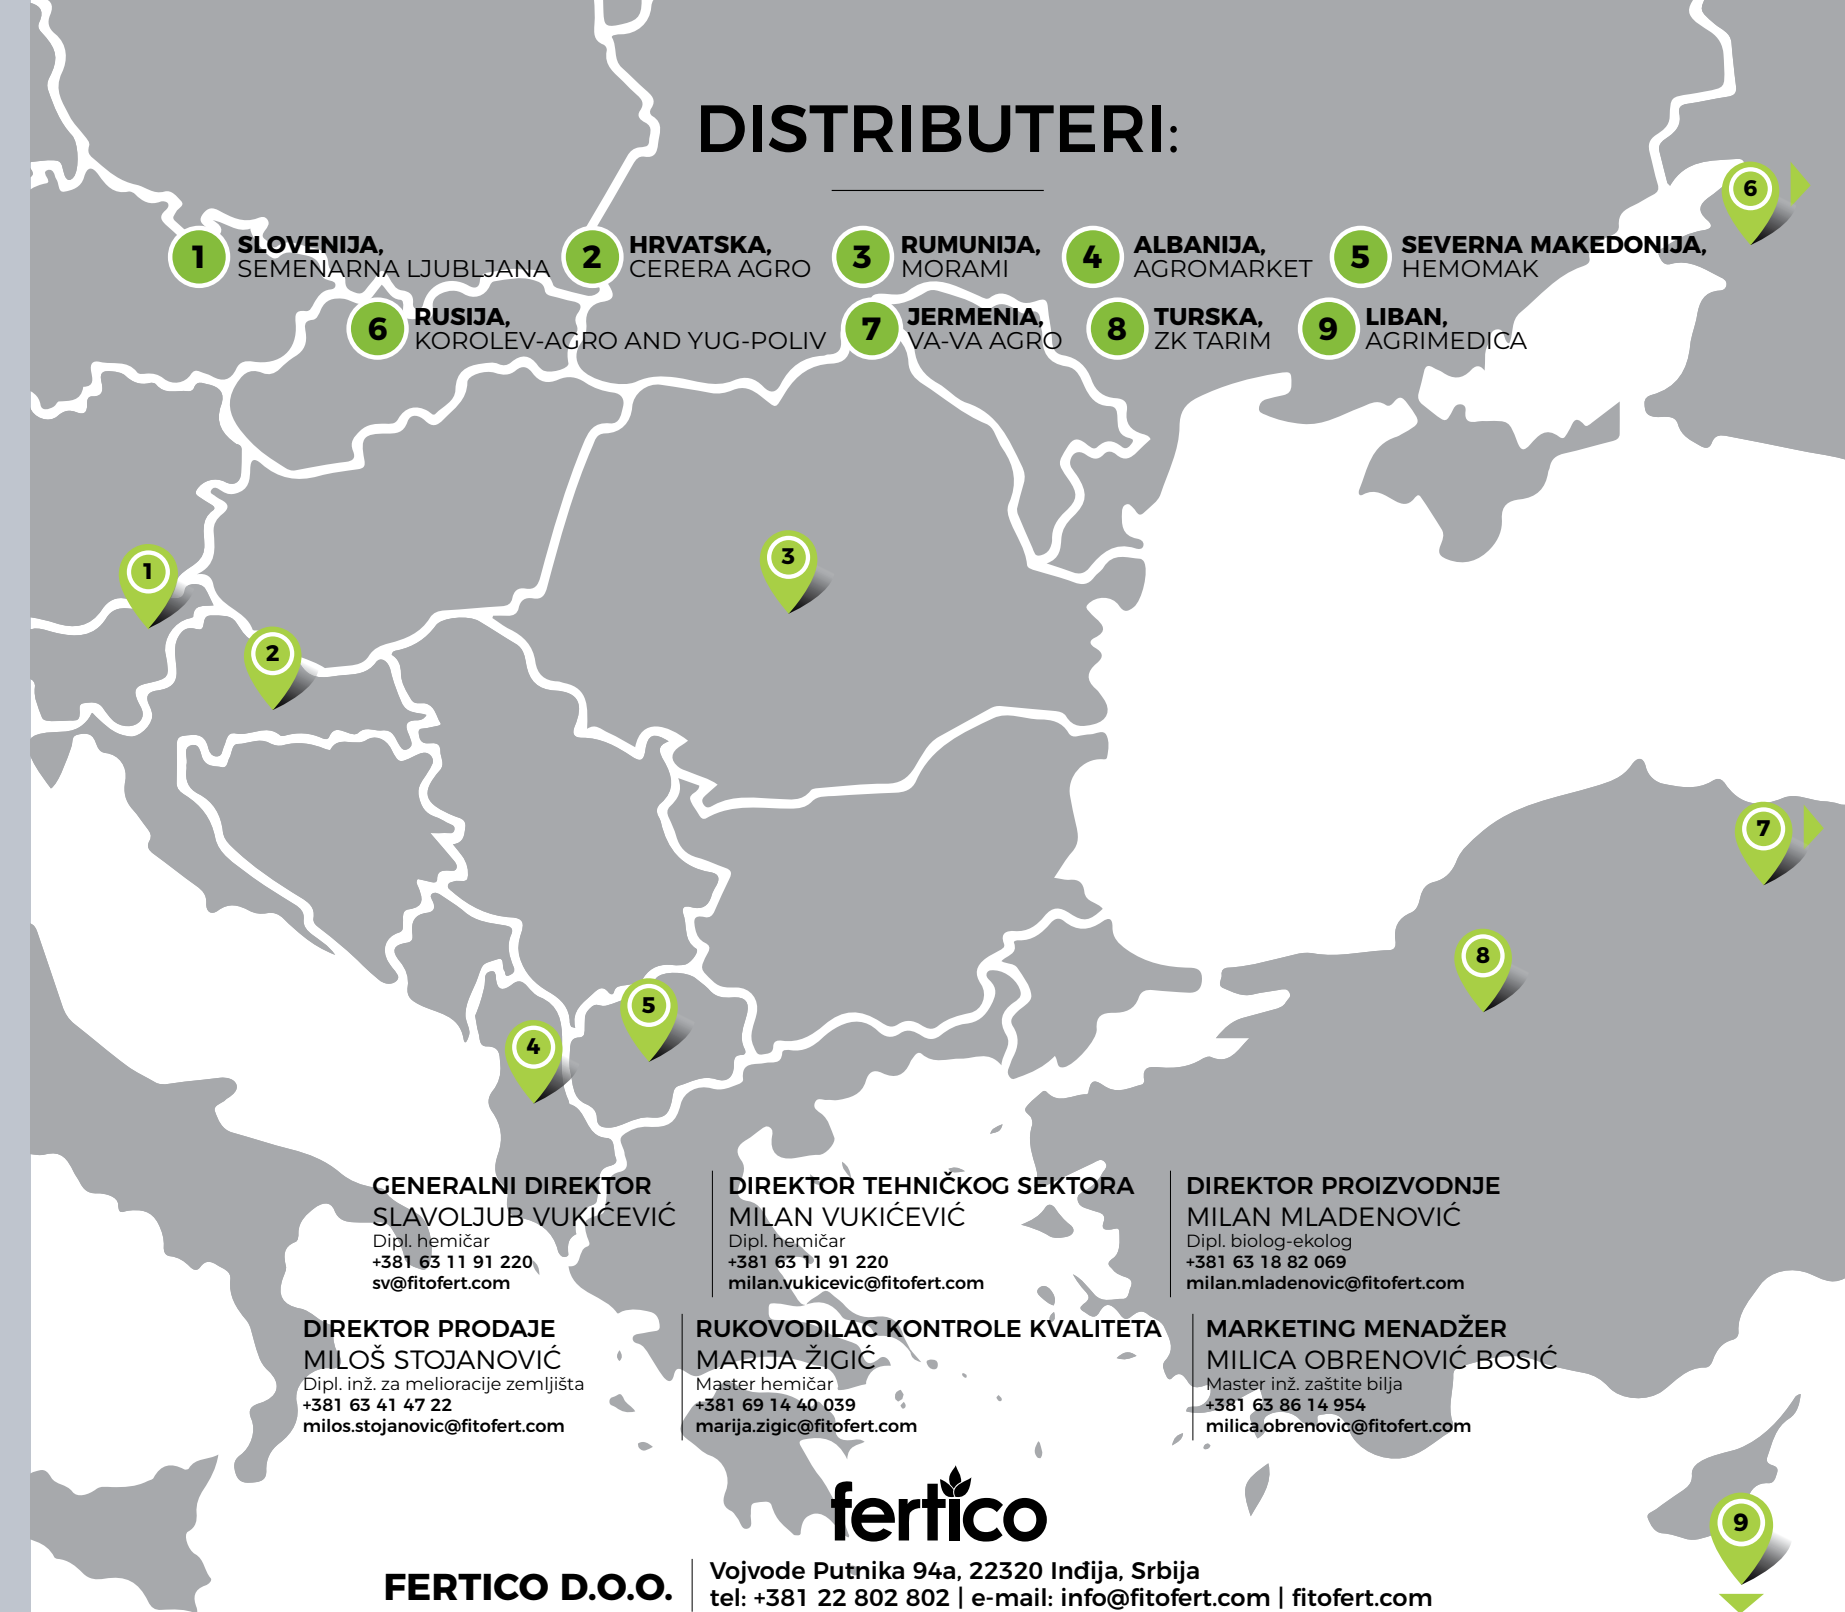 DISTRIBUTERI:
1 SLOVENIJA,
SEMENARNA LJUBLJANA
2 HRVATSKA,
CERERA AGRO
3 RUMUNIJA,
MORAMI
4 ALBANIJA,
AGROMARKET
5 SEVERNA MAKEDONIJA,
HEMOMAK
6 RUSIJA,
KOROLEV-AGRO AND YUG-POLIV
7 JERMENIA,
VA-VA AGRO
8 TURSKA,
ZK TARIM
9 LIBAN,
AGRIMEDICA
6
3
1
2
7
8
5
4
GENERALNI DIREKTOR
SLAVOLJUB VUKIĆEVIĆ
Dipl. hemičar
+381 63 11 91 220
sv@fitofert.com
DIREKTOR TEHNIČKOG SEKTORA
MILAN VUKIĆEVIĆ
Dipl. hemičar
+381 63 11 91 220
milan.vukicevic@fitofert.com
DIREKTOR PROIZVODNJE
MILAN MLADENOVIĆ
Dipl. biolog-ekolog
+381 63 18 82 069
milan.mladenovic@fitofert.com
DIREKTOR PRODAJE
MILOŠ STOJANOVIĆ
Dipl. inž. za melioracije zemljišta
+381 63 41 47 22
milos.stojanovic@fitofert.com
RUKOVODILAC KONTROLE KVALITETA
MARIJA ŽIGIĆ
Master hemičar
+381 69 14 40 039
marija.zigic@fitofert.com
MARKETING MENADŽER
MILICA OBRENOVIĆ BOSIĆ
Master inž. zaštite bilja
+381 63 86 14 954
milica.obrenovic@fitofert.com
9
fertico
FERTICO D.O.O.
Vojvode Putnika 94a, 22320 Inđija, Srbija
tel: +381 22 802 802 | e-mail: info@fitofert.com | fitofert.com